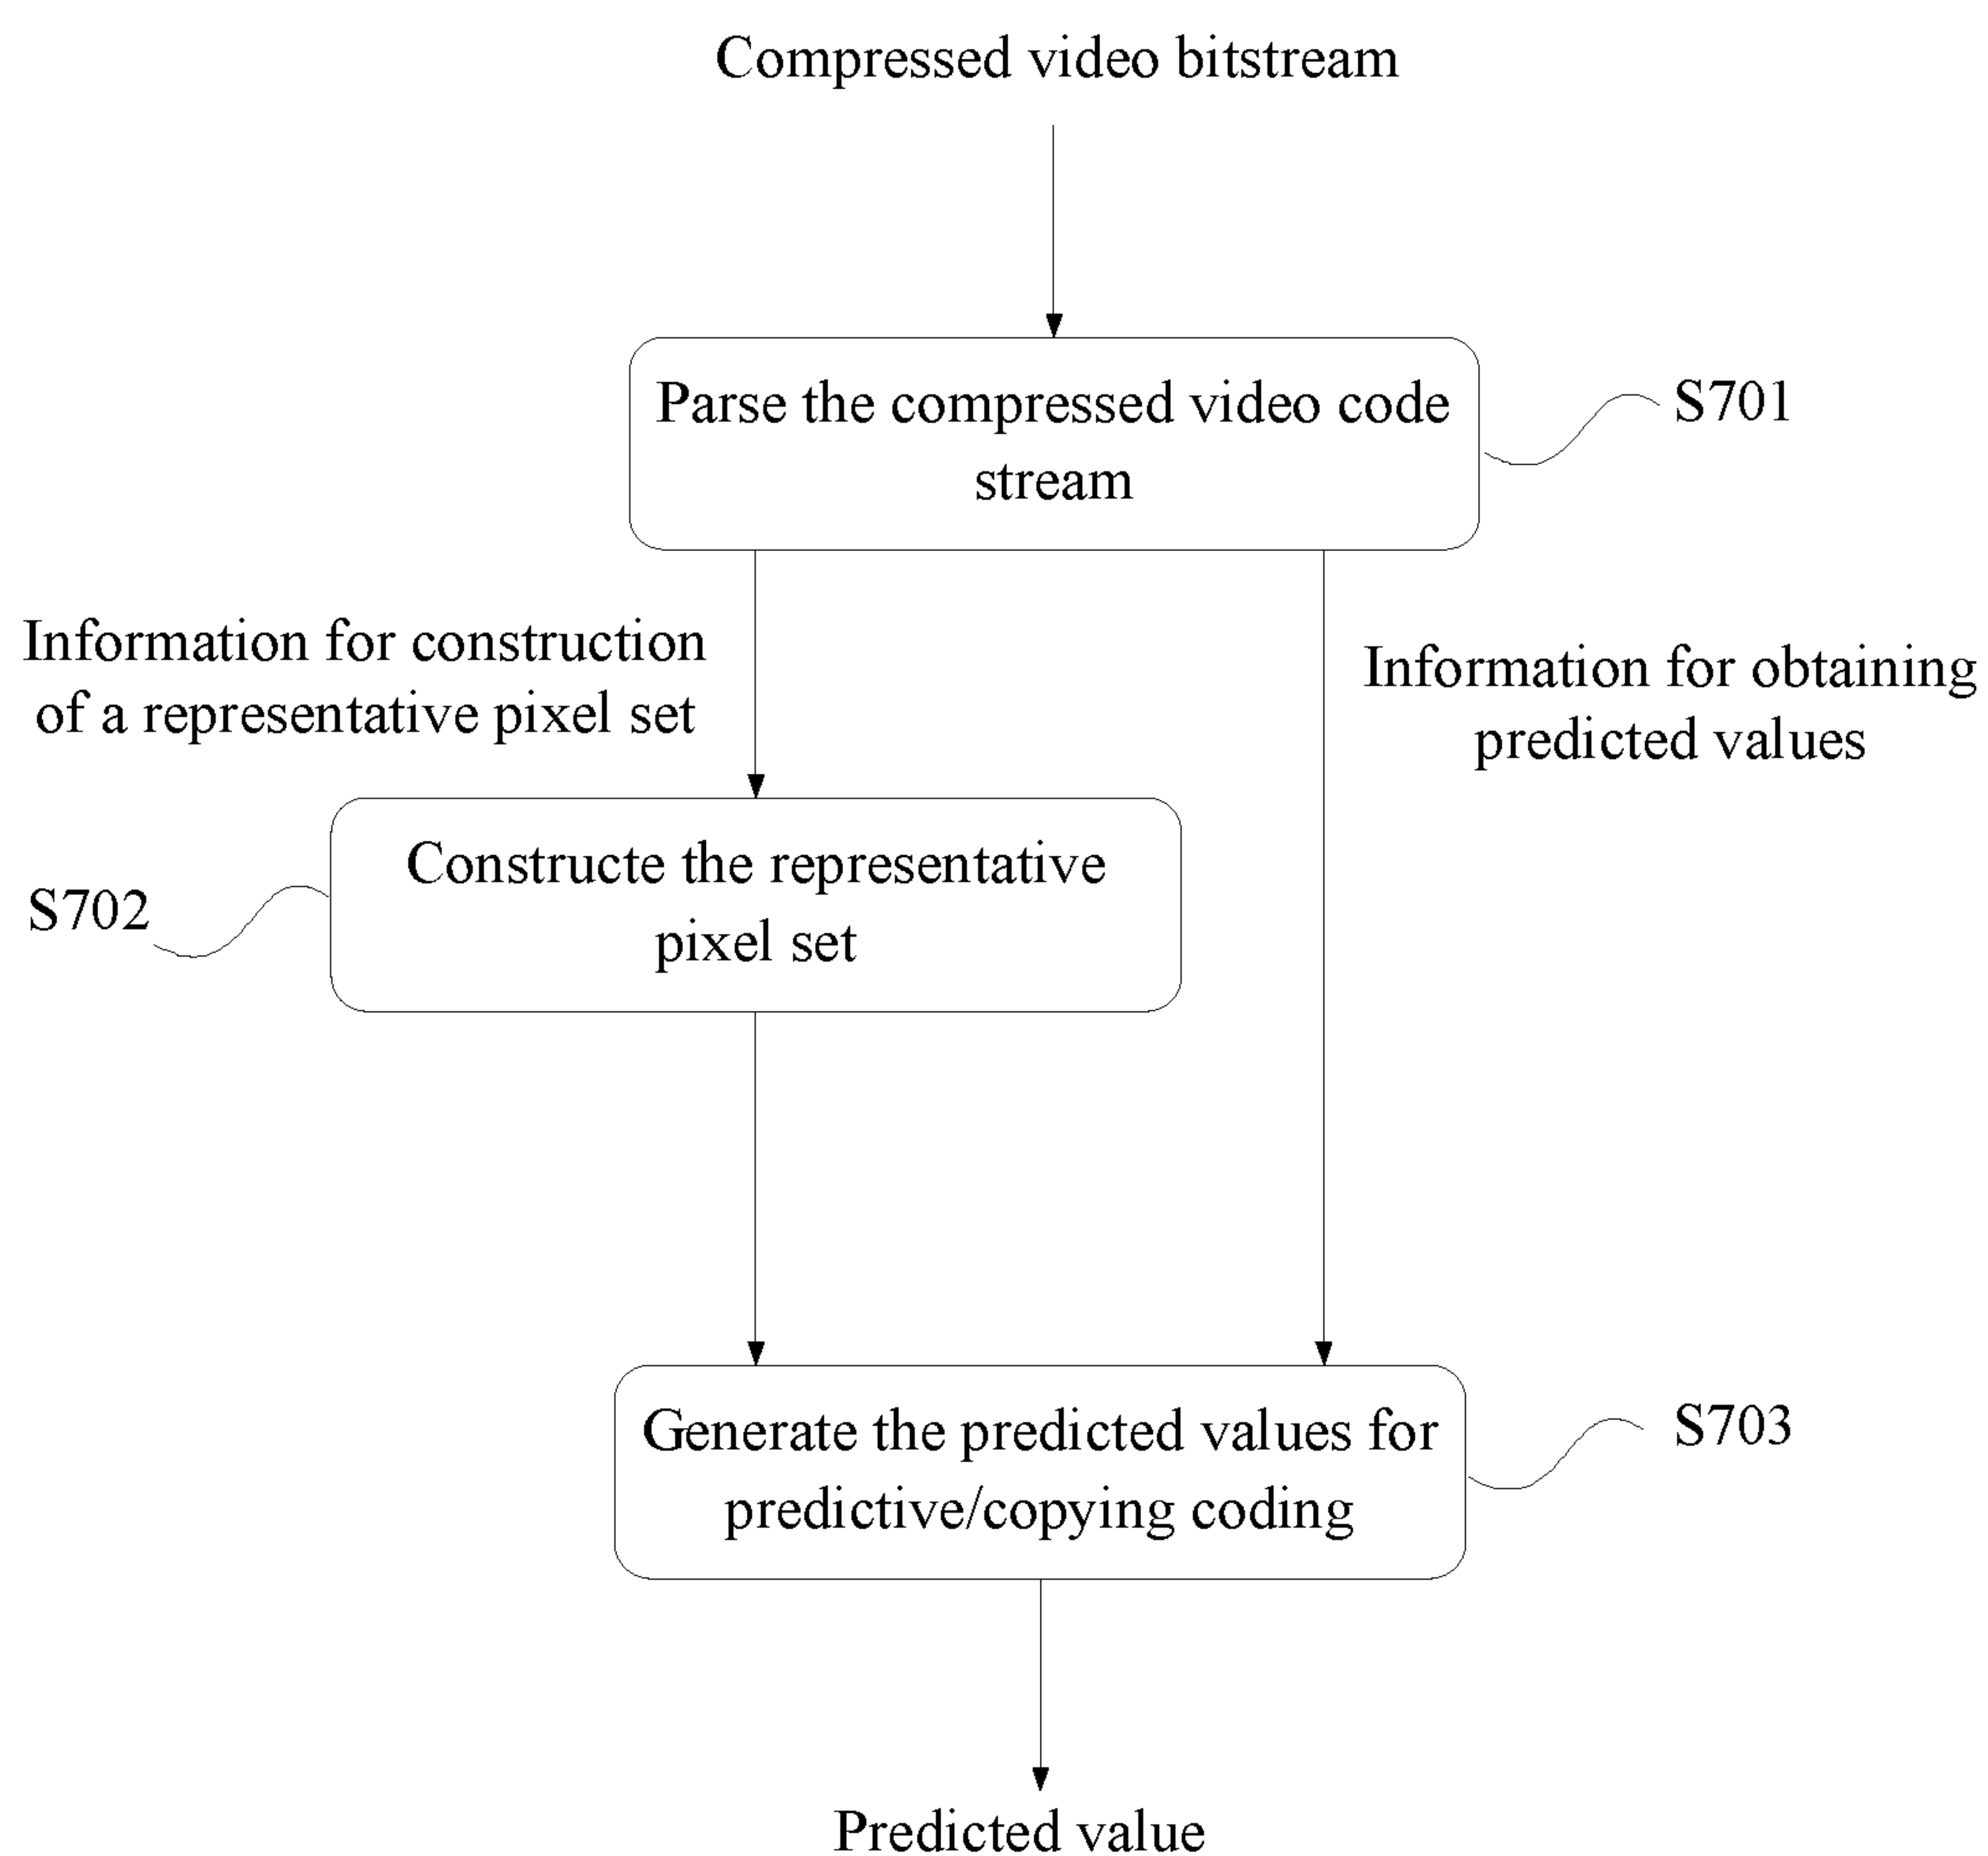 Compressed video bitstream
Parse the compressed video code
stream
S701
Information for construction
of a representative pixel set
Information for obtaining
predicted values
Constructe the representative
pixel set
S702
Generate the predicted values for
predictive/copying coding
S703
Predicted value